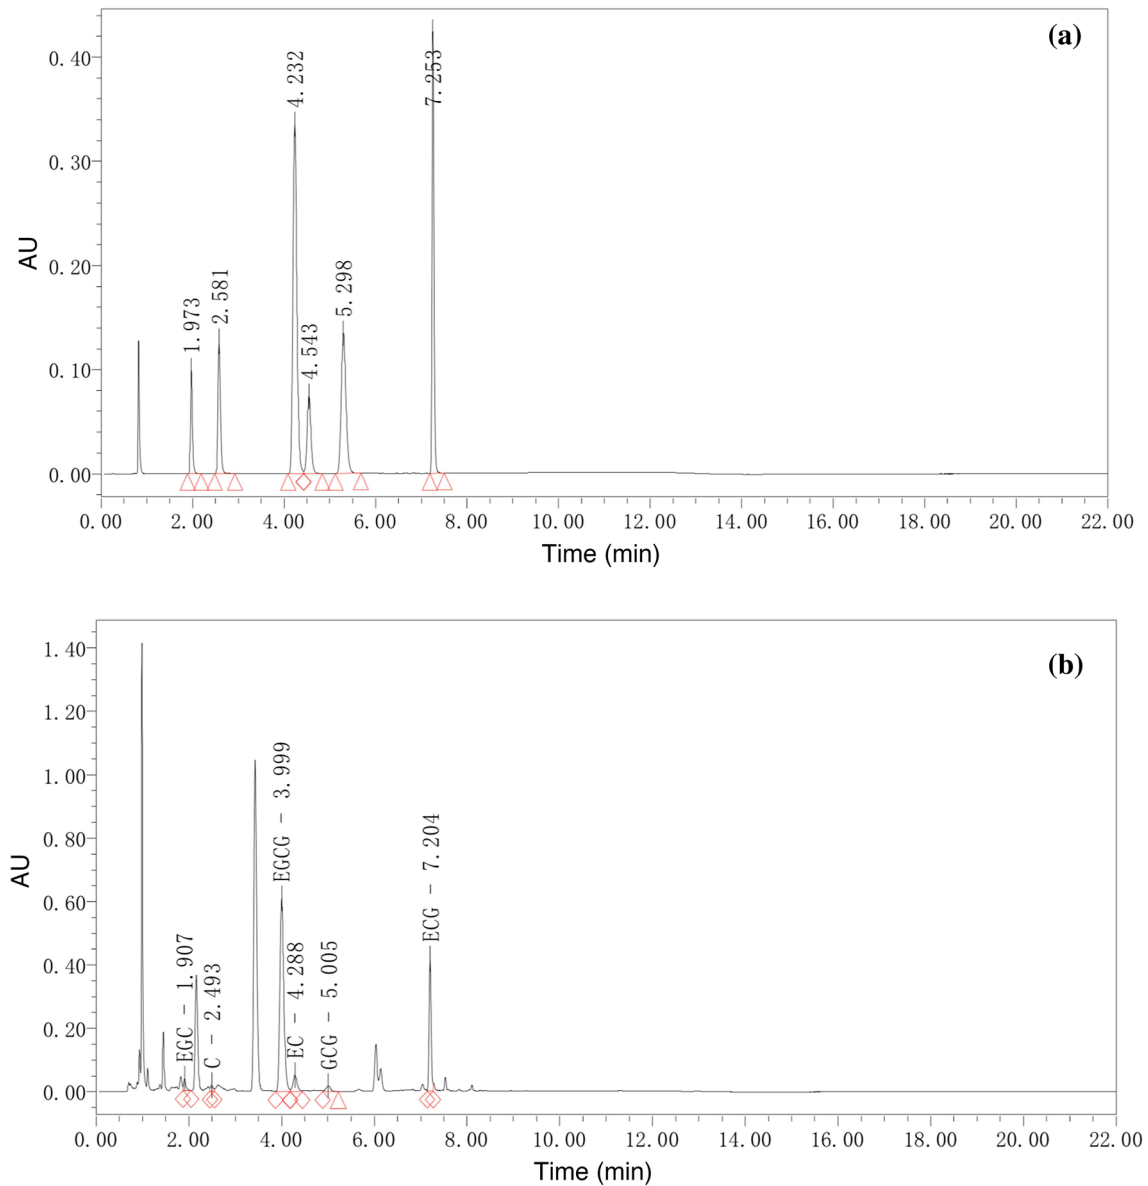 (a)
0.40
0.30
0.20
0.10
0.00
AU
1.973
2.581
4.232
4.543
5.298
7.253
0.00 2.00 4.00 6.00 8.00 10.00 12.00 14.00 16.00 18.00 20.00 22.00
Time (min)
(b)
1.40
1.20
1.00
0.80
0.60
0.40
0.20
0.00
AU
EGC - 1.907
C - 2.493
EGCG - 3.999
EC - 4.288
GCG - 5.005
ECG - 7.204
0.00 2.00 4.00 6.00 8.00 10.00 12.00 14.00 16.00 18.00 20.00 22.00
Time (min)